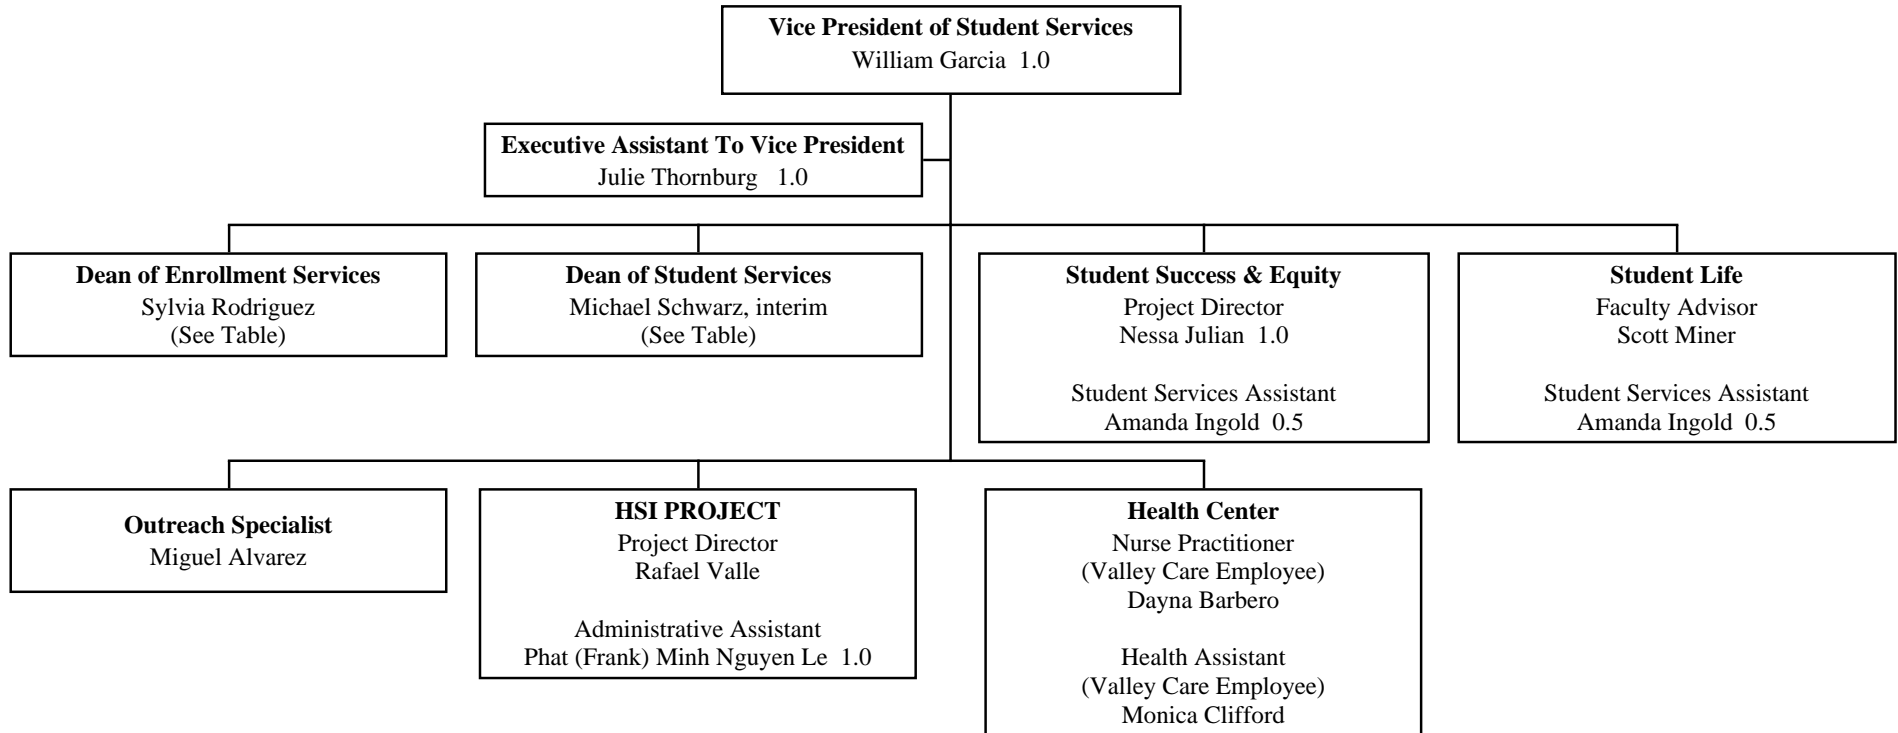 Vice President of Student Services
William Garcia 1.0
Executive Assistant To Vice President
Julie Thornburg 1.0
Dean of Enrollment Services
Sylvia Rodriguez
(See Table)
Dean of Student Services
Michael Schwarz, interim
(See Table)
Student Success & Equity
Project Director
Nessa Julian 1.0
Student Services Assistant
Amanda Ingold 0.5
Student Life
Faculty Advisor
Scott Miner
Student Services Assistant
Amanda Ingold 0.5
Outreach Specialist
Miguel Alvarez
HSI PROJECT
Project Director
Rafael Valle
Administrative Assistant
Phat (Frank) Minh Nguyen Le 1.0
Health Center
Nurse Practitioner
(Valley Care Employee)
Dayna Barbero
Health Assistant
(Valley Care Employee)
Monica Clifford